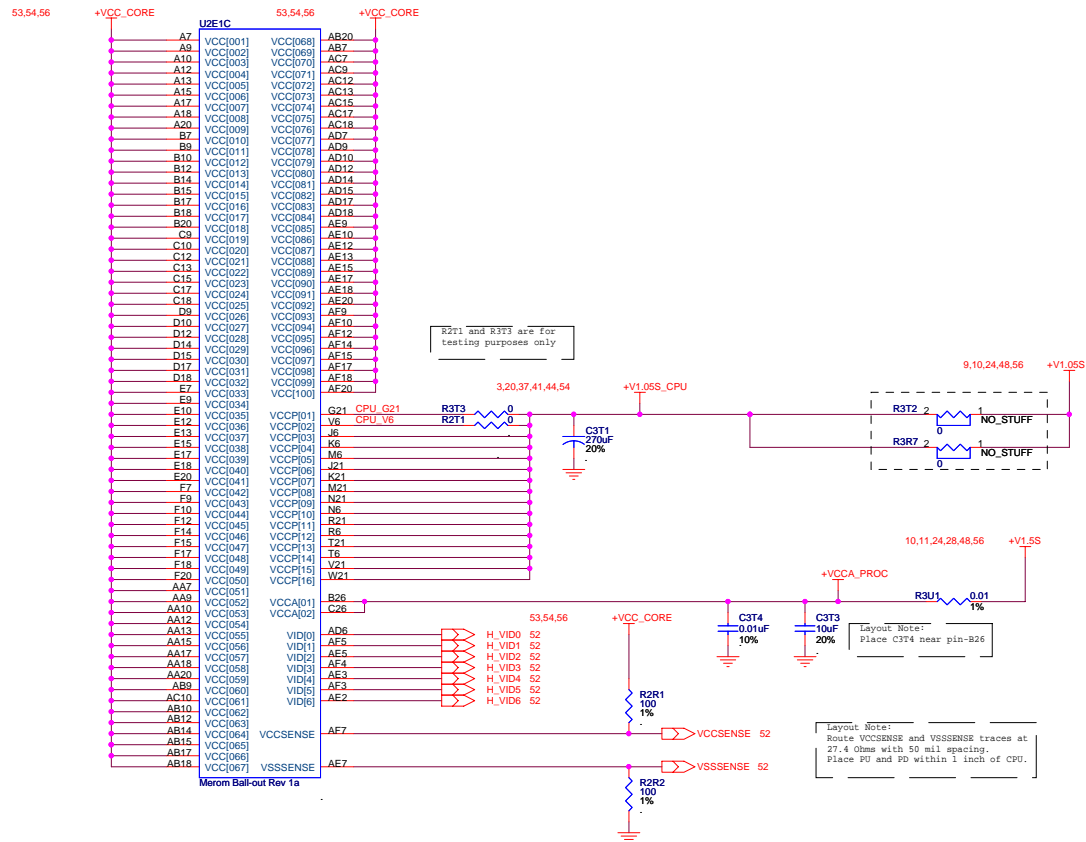 53,54,56 +VCC_CORE 53,54,56 +VCC_CORE
U2E1C
A7 VCC[001] VCC[068] AB20
A9 VCC[002] VCC[069] AB7
A10 VCC[003] VCC[070] AC7
A12 VCC[004] VCC[071] AC9
A13 VCC[005] VCC[072] AC12
A15 VCC[006] VCC[073] AC13
A17 VCC[007] VCC[074] AC15
A18 VCC[008] VCC[075] AC17
A20 VCC[009] VCC[076] AC18
B7 VCC[010] VCC[077] AD7
B9 VCC[011] VCC[078] AD9
B10 VCC[012] VCC[079] AD10
B12 VCC[013] VCC[080] AD12
B14 VCC[014] VCC[081] AD14
B15 VCC[015] VCC[082] AD15
B17 VCC[016] VCC[083] AD17
B18 VCC[017] VCC[084] AD18
B20 VCC[018] VCC[085] AE9
C9 VCC[019] VCC[086] AE10
C10 VCC[020] VCC[087] AE12
C12 VCC[021] VCC[088] AE13
C13 VCC[022] VCC[089] AE15
C15 VCC[023] VCC[090] AE17
C17 VCC[024] VCC[091] AE18
C18 VCC[025] VCC[092] AE20
D9 VCC[026] VCC[093] AF9
D10 VCC[027] VCC[094] AF10
D12 VCC[028] VCC[095] AF12
D14 VCC[029] VCC[096] AF14
D15 VCC[030] VCC[097] AF15
D17 VCC[031] VCC[098] AF17
D18 VCC[032] VCC[099] AF18
E7 VCC[033] VCC[100] AF20
E9 VCC[034]
E10 VCC[035] VCCP[01] G21 CPU_G21 R3T3 0
E12 VCC[036] VCCP[02] V6 CPU_V6 R2T1 0
E13 VCC[037] VCCP[03] J6
E15 VCC[038] VCCP[04] K6
E17 VCC[039] VCCP[05] M6
E18 VCC[040] VCCP[06] J21
E20 VCC[041] VCCP[07] K21
F7 VCC[042] VCCP[08] M21
F9 VCC[043] VCCP[09] N21
F10 VCC[044] VCCP[10] N6
F12 VCC[045] VCCP[11] R21
F14 VCC[046] VCCP[12] R6
F15 VCC[047] VCCP[13] T21
F17 VCC[048] VCCP[14] T6
F18 VCC[049] VCCP[15] V21
F20 VCC[050] VCCP[16] W21
AA7 VCC[051]
AA9 VCC[052] VCCA[01] B26
AA10 VCC[053] VCCA[02] C26
AA12 VCC[054]
AA13 VCC[055] VID[0] AD6 H_VID0 52
AA15 VCC[056] VID[1] AF5 H_VID1 52
AA17 VCC[057] VID[2] AE5 H_VID2 52
AA18 VCC[058] VID[3] AF4 H_VID3 52
AA20 VCC[059] VID[4] AE3 H_VID4 52
AB9 VCC[060] VID[5] AF3 H_VID5 52
AC10 VCC[061] VID[6] AE2 H_VID6 52
AB10 VCC[062]
AB12 VCC[063]
AB14 VCC[064] VCCSENSE AF7
AB15 VCC[065]
AB17 VCC[066]
AB18 VCC[067] VSSSENSE AE7
Merom Ball-out Rev 1a
R2T1 and R3T3 are for
testing purposes only
3,20,37,41,44,54 +V1.05S_CPU
C3T1
270uF
20%
9,10,24,48,56 +V1.05S
R3T2 2 1
0 NO_STUFF
R3R7 2 1
0 NO_STUFF
10,11,24,28,48,56 +V1.5S
+VCCA_PROC
R3U1 0.01
1%
C3T4
0.01uF
10%
C3T3
10uF
20%
Layout Note:
Place C3T4 near pin-B26
53,54,56 +VCC_CORE
R2R1
100
1%
VCCSENSE 52
VSSSENSE 52
R2R2
100
1%
Layout Note:
Route VCCSENSE and VSSSENSE traces at
27.4 Ohms with 50 mil spacing.
Place PU and PD within 1 inch of CPU.